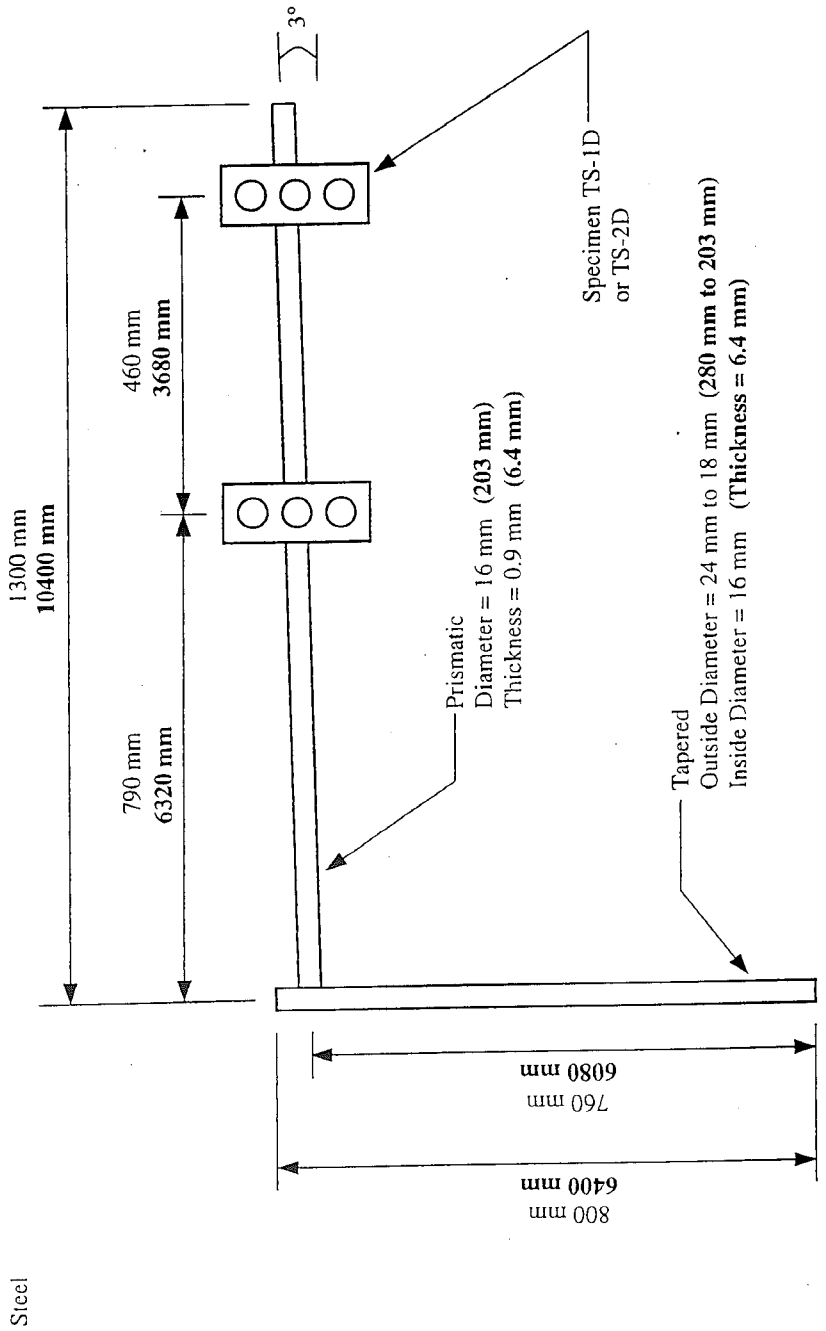 Steel
1300 mm
10400 mm
790 mm
6320 mm
460 mm
3680 mm
3°
800 mm
6400 mm
760 mm
6080 mm
Prismatic
Diameter = 16 mm (203 mm)
Thickness = 0.9 mm (6.4 mm)
Specimen TS-1D
or TS-2D
Tapered
Outside Diameter = 24 mm to 18 mm (280 mm to 203 mm)
Inside Diameter = 16 mm (Thickness = 6.4 mm)